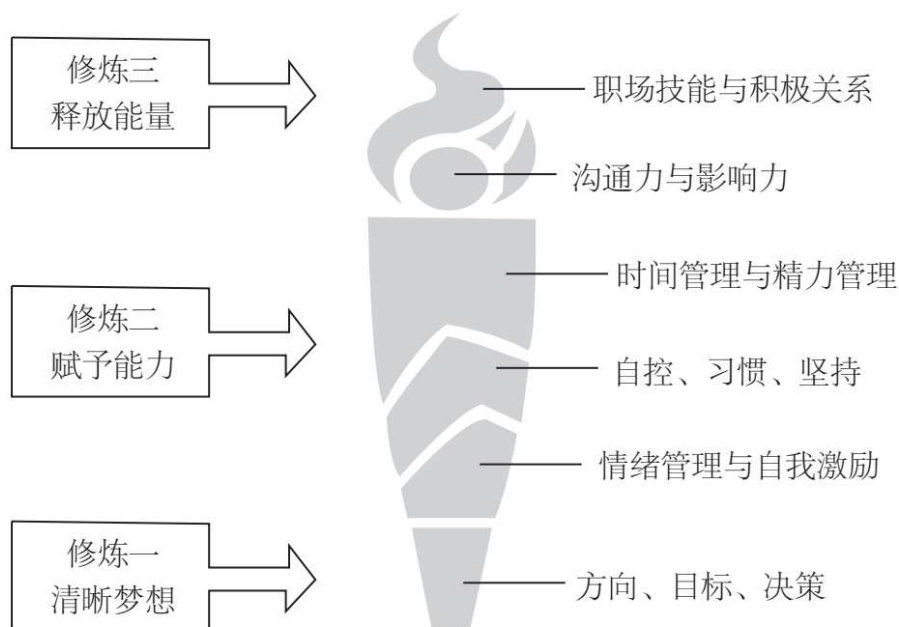 修炼三
释放能量
职场技能与积极关系
沟通力与影响力
时间管理与精力管理
修炼二
赋予能力
自控、习惯、坚持
情绪管理与自我激励
修炼一
清晰梦想
方向、目标、决策